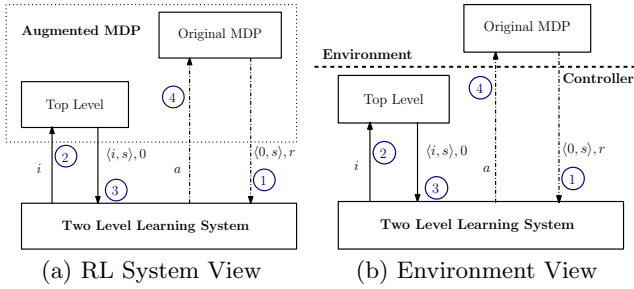 Augmented MDP
Original MDP
Top Level
4
2
⟨i, s⟩, 0
3
i
a
⟨0, s⟩, r
1
Two Level Learning System
(a) RL System View
Original MDP
Environment
Controller
Top Level
4
2
⟨i, s⟩, 0
3
i
a
⟨0, s⟩, r
1
Two Level Learning System
(b) Environment View